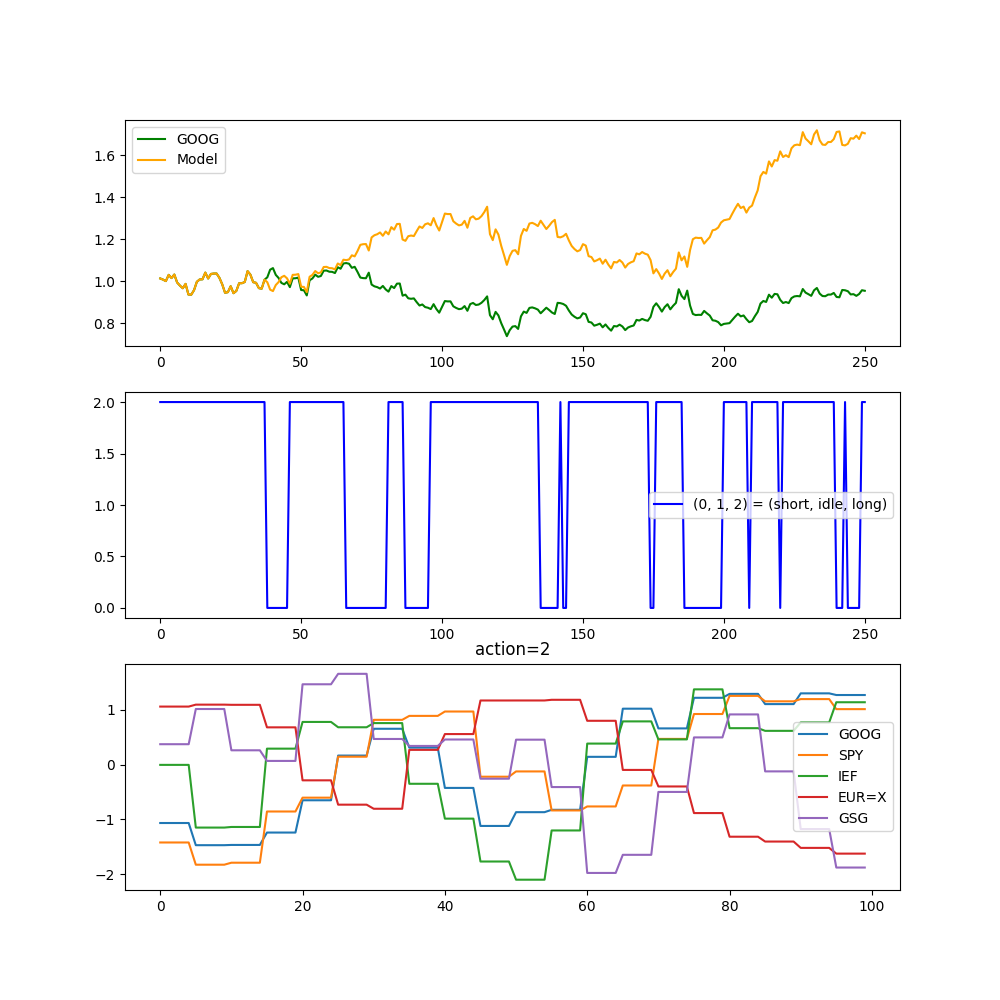 GOOG
Model
1.6
1.4
1.2
1.0
0.8
0 50 100 150 200 250
2.0
1.5
1.0
0.5
0.0
(0, 1, 2) = (short, idle, long)
0 50 100 150 200 250
action=2
1
0
−1
−2
GOOG
SPY
IEF
EUR=X
GSG
0 20 40 60 80 100